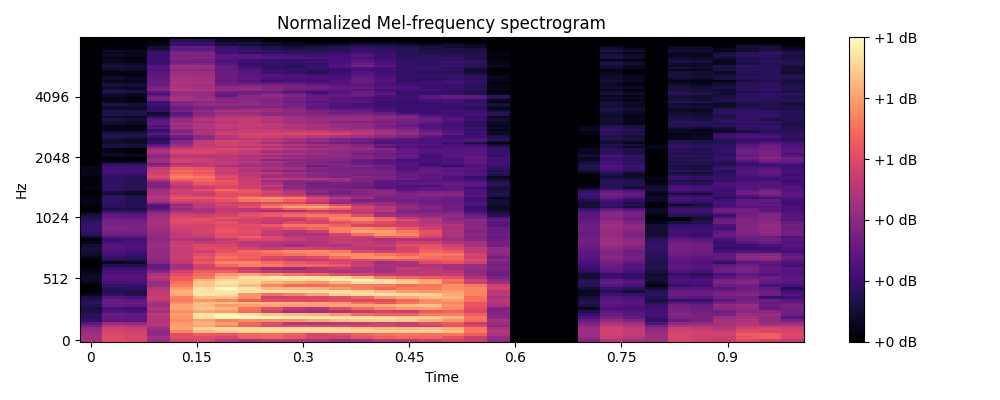 Normalized Mel-frequency spectrogram
Hz
4096
2048
1024
512
0
0 0.15 0.3 0.45 0.6 0.75 0.9
Time
+1 dB
+1 dB
+1 dB
+0 dB
+0 dB
+0 dB